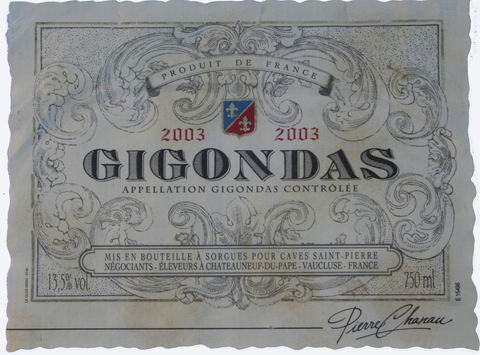 PRODUIT DE FRANCE
2003 2003
GIGONDAS
APPELLATION GIGONDAS CONTRÔLÉE
MIS EN BOUTEILLE À SORGUES POUR CAVES SAINT-PIERRE
NÉGOCIANTS - ÉLEVEURS À CHATEAUNEUF-DU-PAPE - VAUCLUSE - FRANCE
13,5% vol.
750 ml
Pierre Chanau